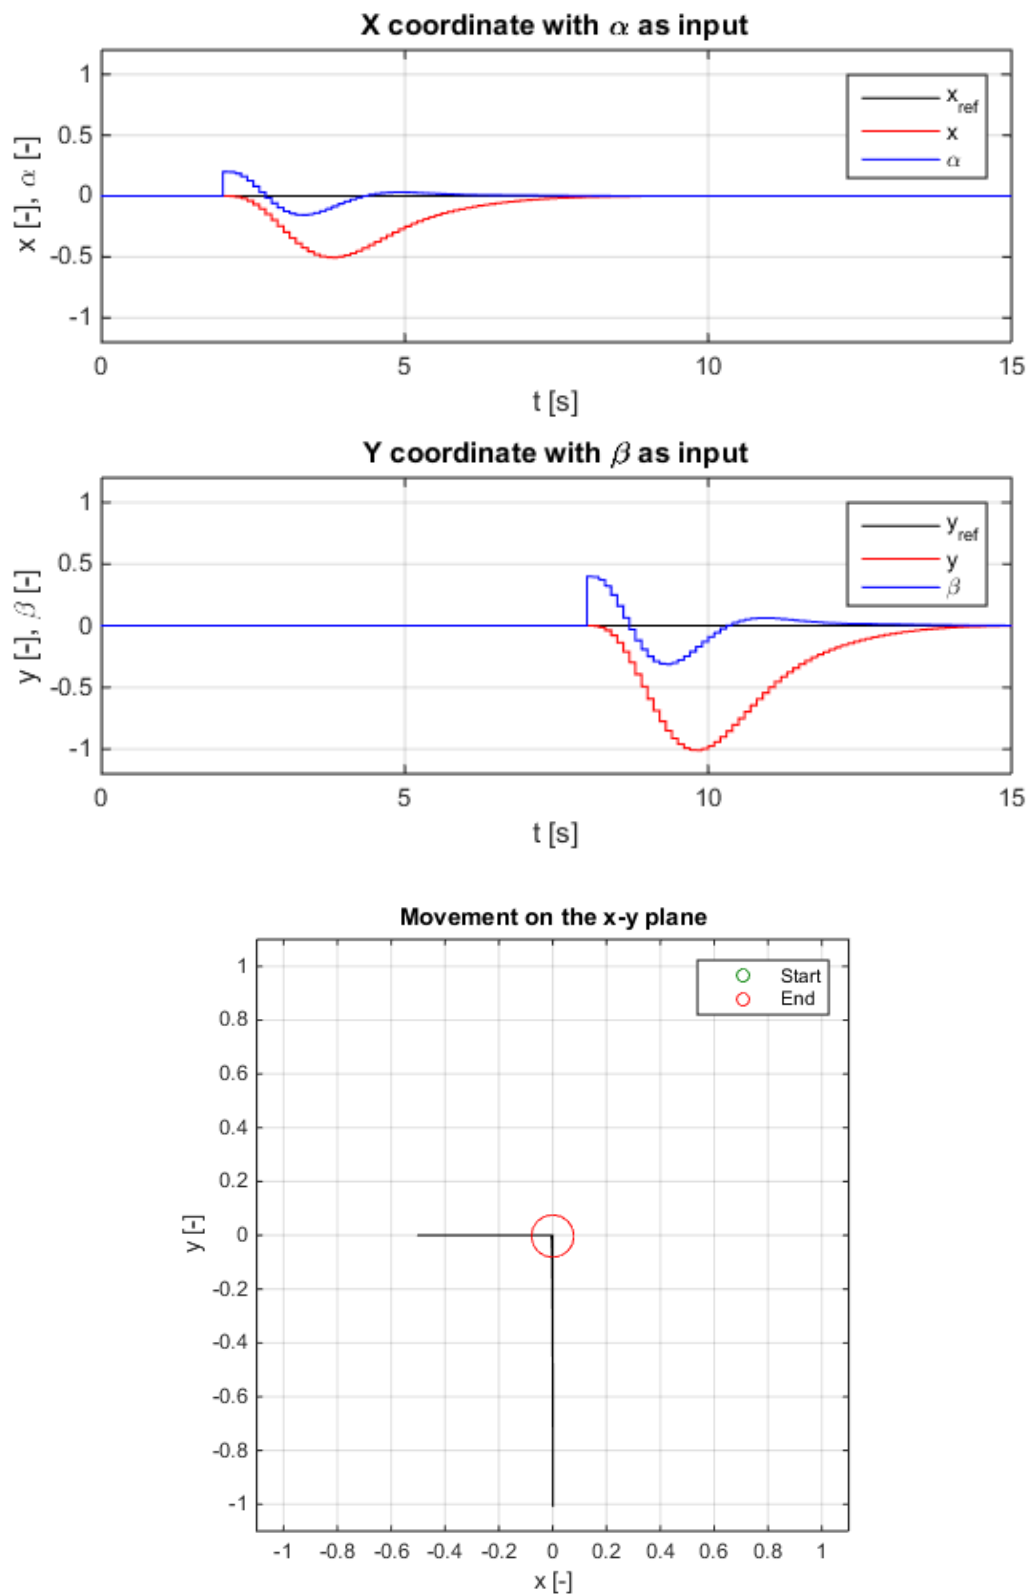 X coordinate with α as input
x [-], α [-]
1
0.5
0
-0.5
-1
x_ref
x
α
0 5 10 15
t [s]
Y coordinate with β as input
y [-], β [-]
1
0.5
0
-0.5
-1
y_ref
y
β
0 5 10 15
t [s]
Movement on the x-y plane
y [-]
1
0.8
0.6
0.4
0.2
0
-0.2
-0.4
-0.6
-0.8
-1
Start
End
-1 -0.8 -0.6 -0.4 -0.2 0 0.2 0.4 0.6 0.8 1
x [-]